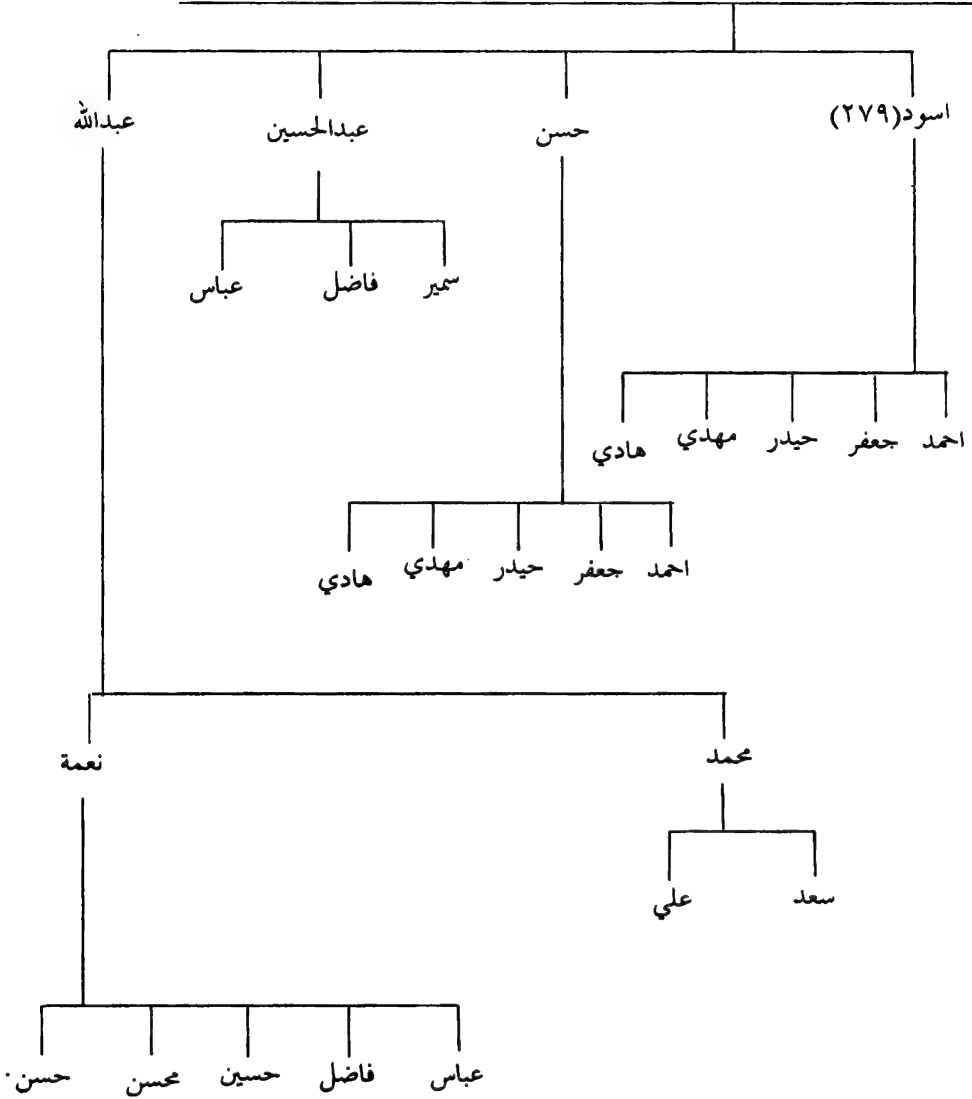 اسود(٢٧٩) حسن عبدالحسين عبدالله
سمير فاضل عباس
احمد جعفر حيدر مهدي هادي
احمد جعفر حيدر مهدي هادي
محمد نعمة
سعد علي
عباس فاضل حسين محسن حسن